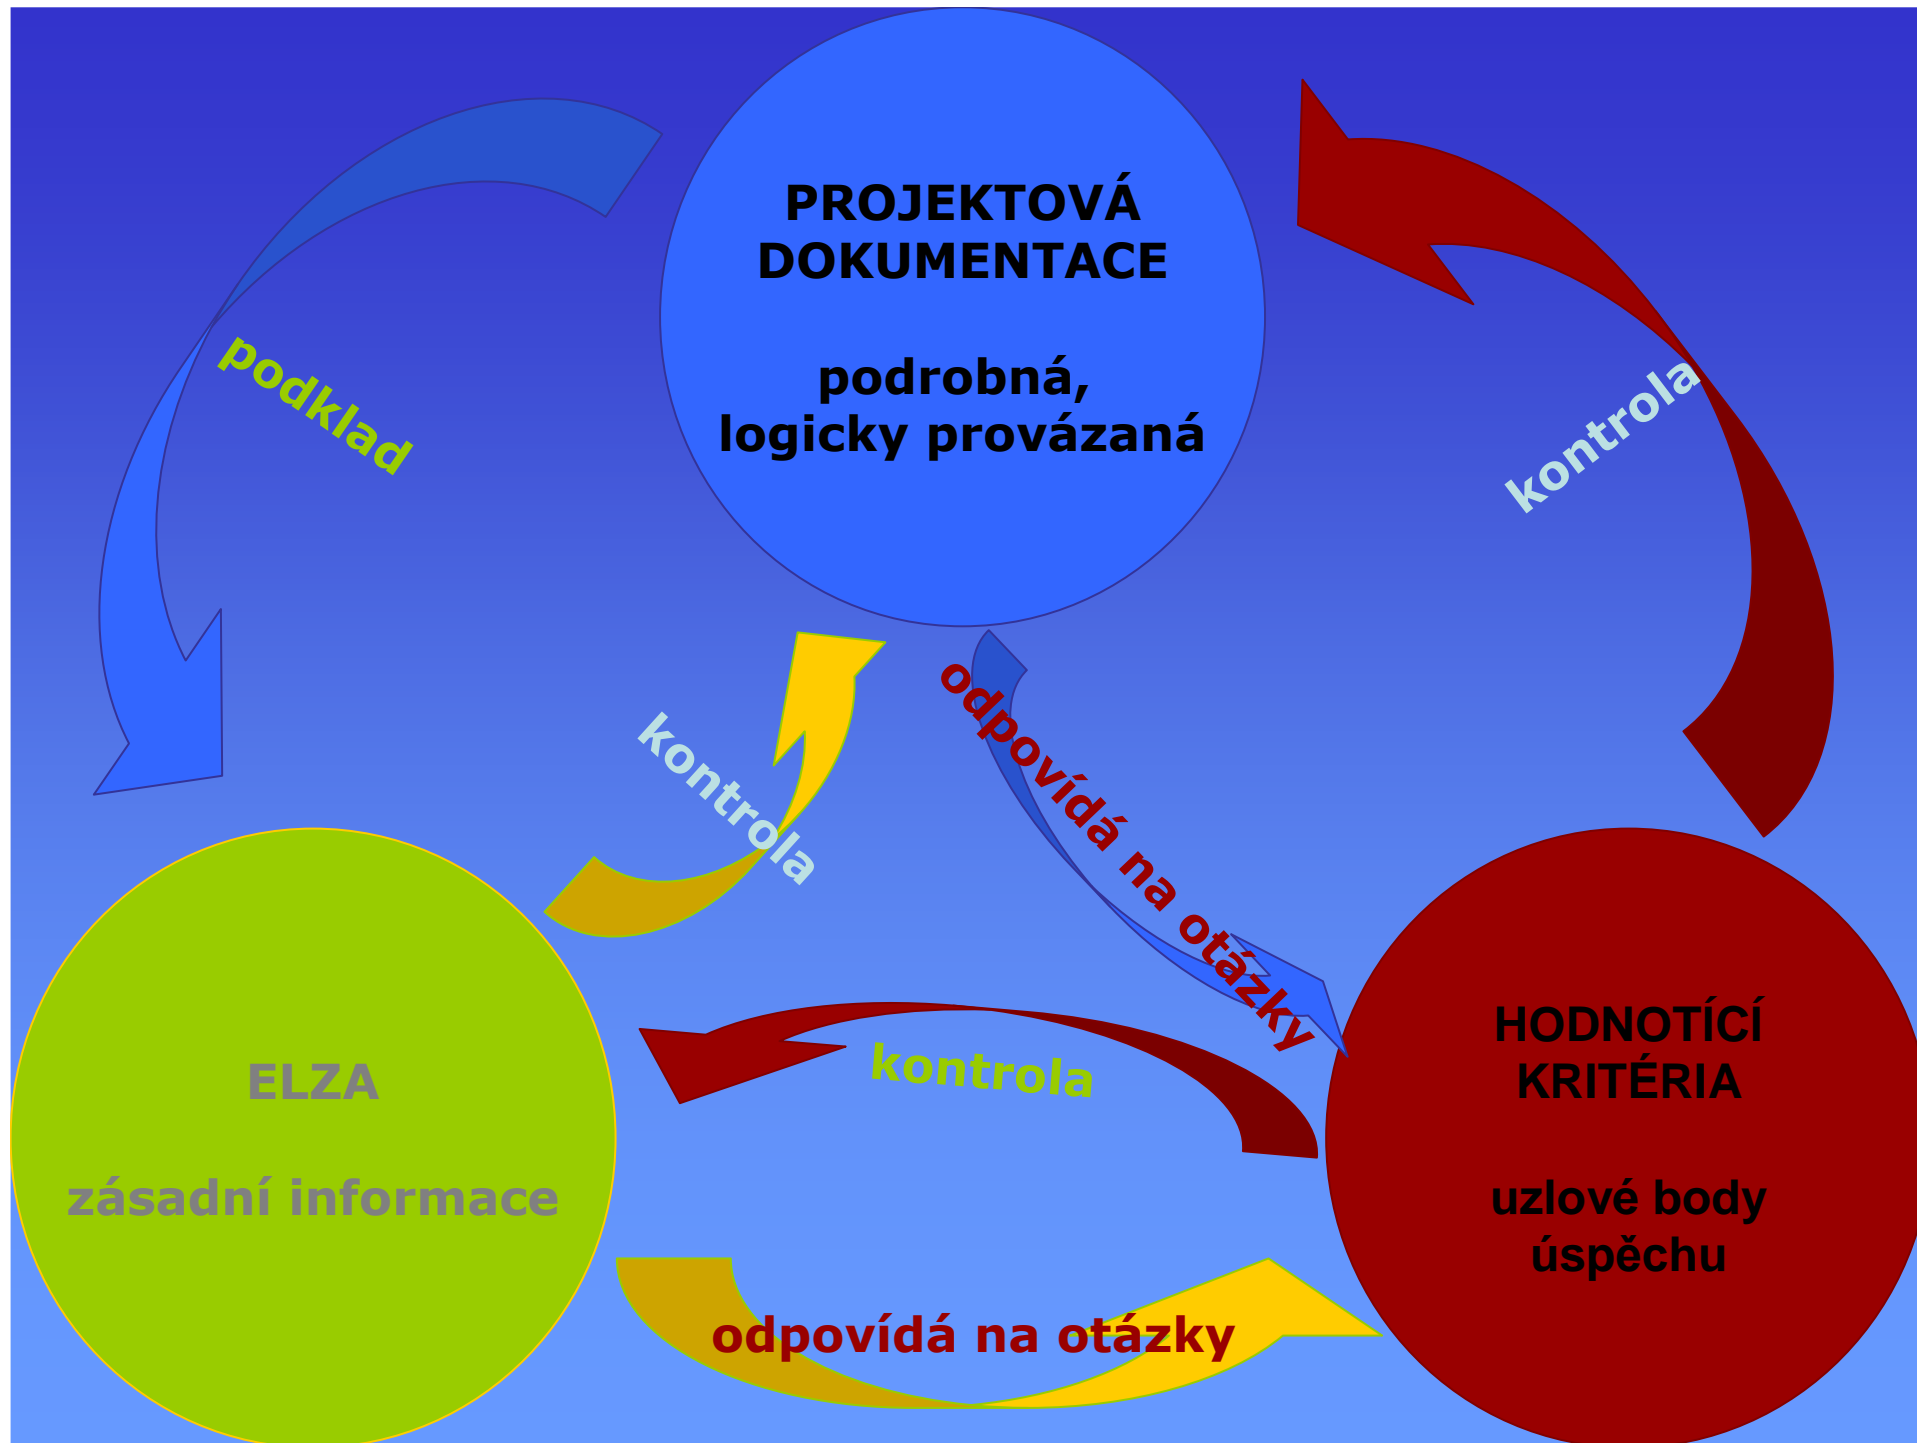 PROJEKTOVÁ
DOKUMENTACE
podrobná,
logicky provázaná
podklad
kontrola
kontrola
odpovídá na otázky
ELZA
zásadní informace
kontrola
HODNOTÍCÍ
KRITÉRIA
uzlové body
úspěchu
odpovídá na otázky